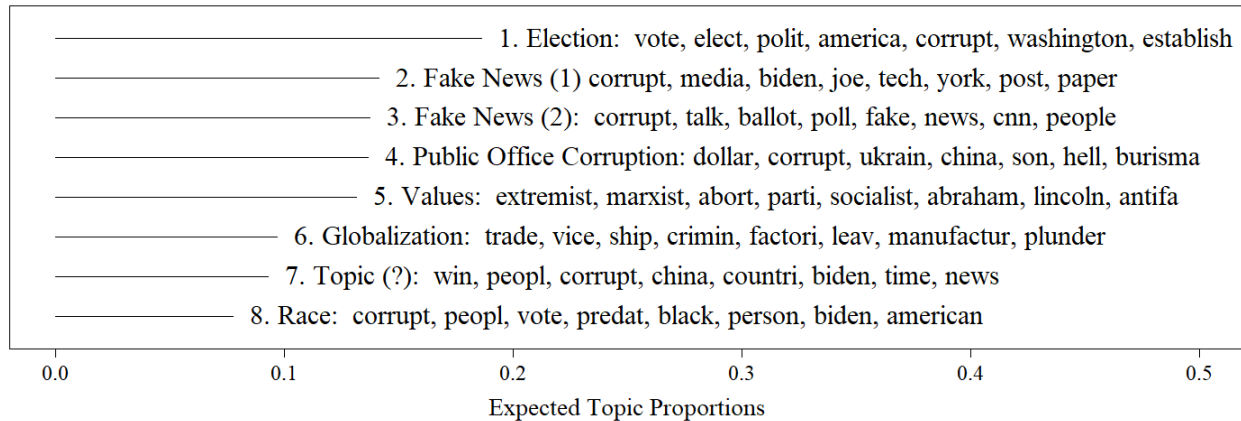 1. Election: vote, elect, polit, america, corrupt, washington, establish
2. Fake News (1) corrupt, media, biden, joe, tech, york, post, paper
3. Fake News (2): corrupt, talk, ballot, poll, fake, news, cnn, people
4. Public Office Corruption: dollar, corrupt, ukrain, china, son, hell, burisma
5. Values: extremist, marxist, abort, parti, socialist, abraham, lincoln, antifa
6. Globalization: trade, vice, ship, crimin, factori, leav, manufactur, plunder
7. Topic (?): win, peopl, corrupt, china, countri, biden, time, news
8. Race: corrupt, peopl, vote, predat, black, person, biden, american
0.0 0.1 0.2 0.3 0.4 0.5
Expected Topic Proportions